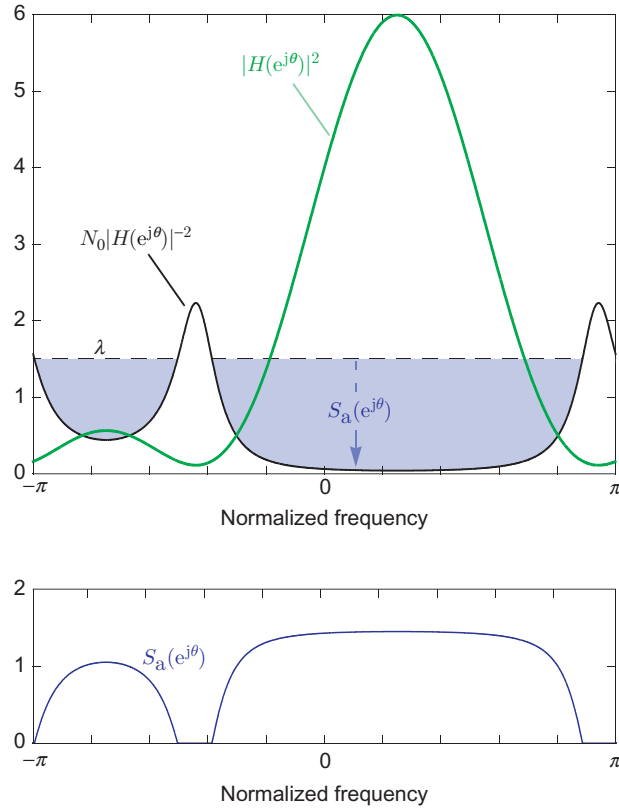 6
|H(e^{jθ})|^2
5
4
N_0|H(e^{jθ})|^{-2}
3
2
λ
1
S_a(e^{jθ})
0
−π 0 π
Normalized frequency
2
S_a(e^{jθ})
1
0
−π 0 π
Normalized frequency